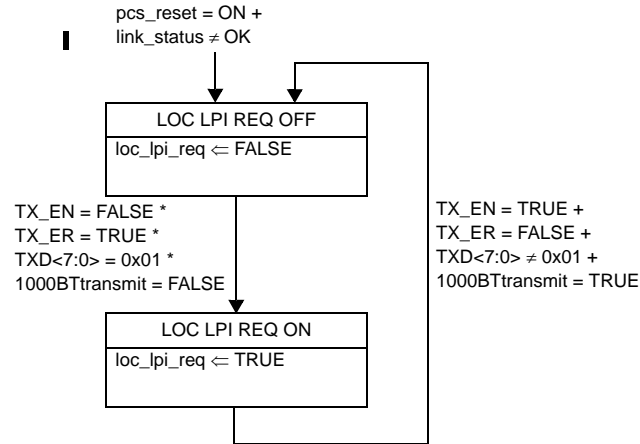 pcs_reset = ON +
link_status ≠ OK
LOC LPI REQ OFF
loc_lpi_req ⇐ FALSE
TX_EN = FALSE *
TX_ER = TRUE *
TXD<7:0> = 0x01 *
1000BTtransmit = FALSE
TX_EN = TRUE +
TX_ER = FALSE +
TXD<7:0> ≠ 0x01 +
1000BTtransmit = TRUE
LOC LPI REQ ON
loc_lpi_req ⇐ TRUE